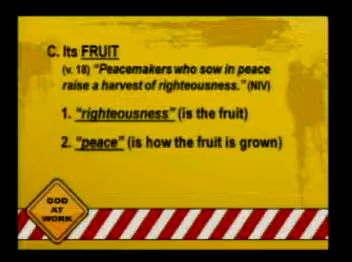 C. Its FRUIT
(v. 18) “Peacemakers who sow in peace
raise a harvest of righteousness.” (NIV)
1. “righteousness” (is the fruit)
2. “peace” (is how the fruit is grown)
GOD
AT
WORK